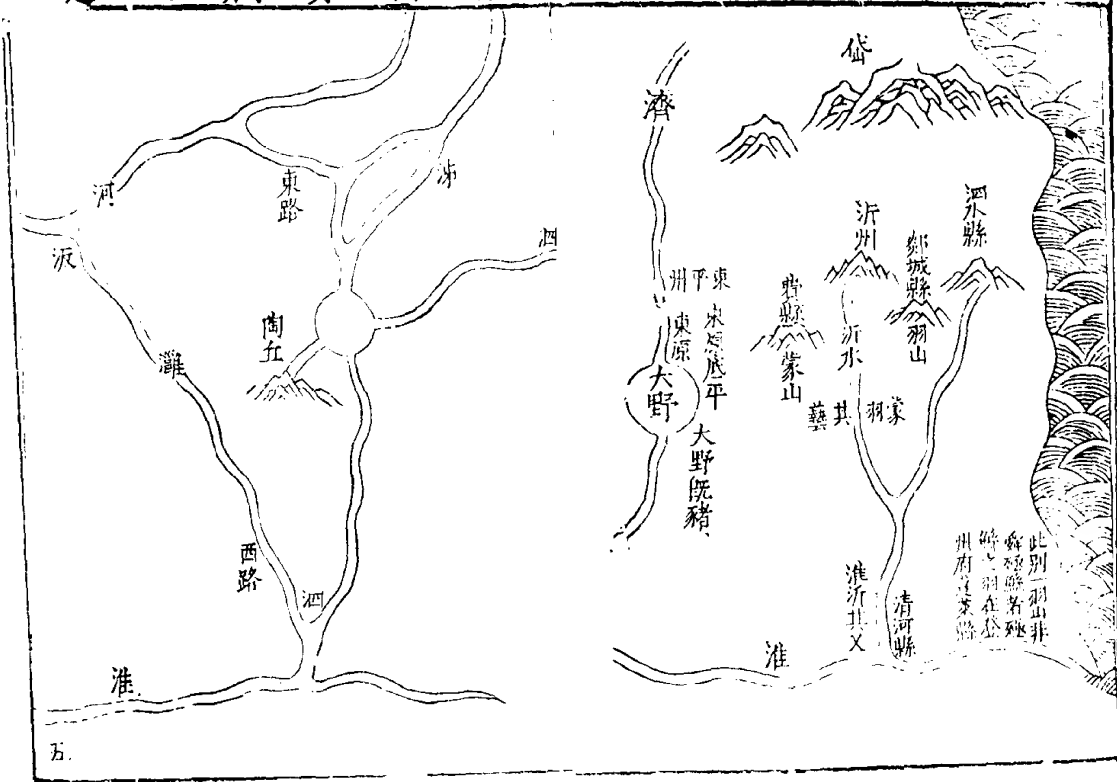 岱
濟
泗水縣
沂州
郯城縣
羽山
費縣
蒙山
沂水
蒙羽其藝
東平州
東原底平
東原
大野
大野既豬
此別一羽山非
舜殛鯀者殛
鯀之羽在登
州府蓬萊縣
淮沂其乂
清河縣
淮
泲
東路
河
泗
汳
陶丘
灉
西路
泗
淮
五